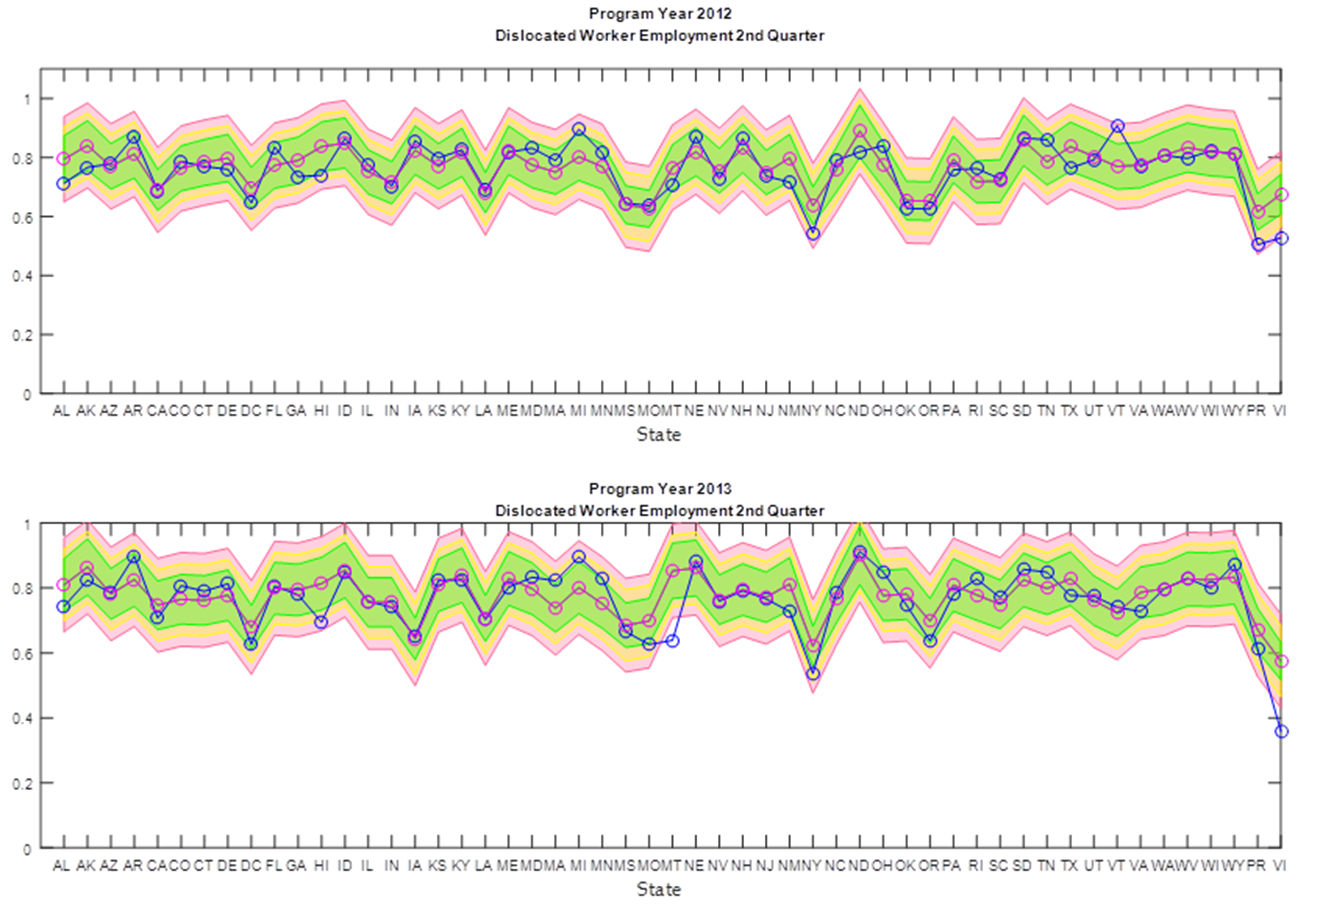 Program Year 2012
Dislocated Worker Employment 2nd Quarter
1
0.8
0.6
0.4
0.2
0
AL AK AZ AR CA CO CT DE DC FL GA HI ID IL IN IA KS KY LA ME MD MA MI MN MS MO MT NE NV NH NJ NM NY NC ND OH OK OR PA RI SC SD TN TX UT VT VA WA WV WI WY PR VI
State
Program Year 2013
Dislocated Worker Employment 2nd Quarter
1
0.8
0.6
0.4
0.2
0
AL AK AZ AR CA CO CT DE DC FL GA HI ID IL IN IA KS KY LA ME MD MA MI MN MS MO MT NE NV NH NJ NM NY NC ND OH OK OR PA RI SC SD TN TX UT VT VA WA WV WI WY PR VI
State